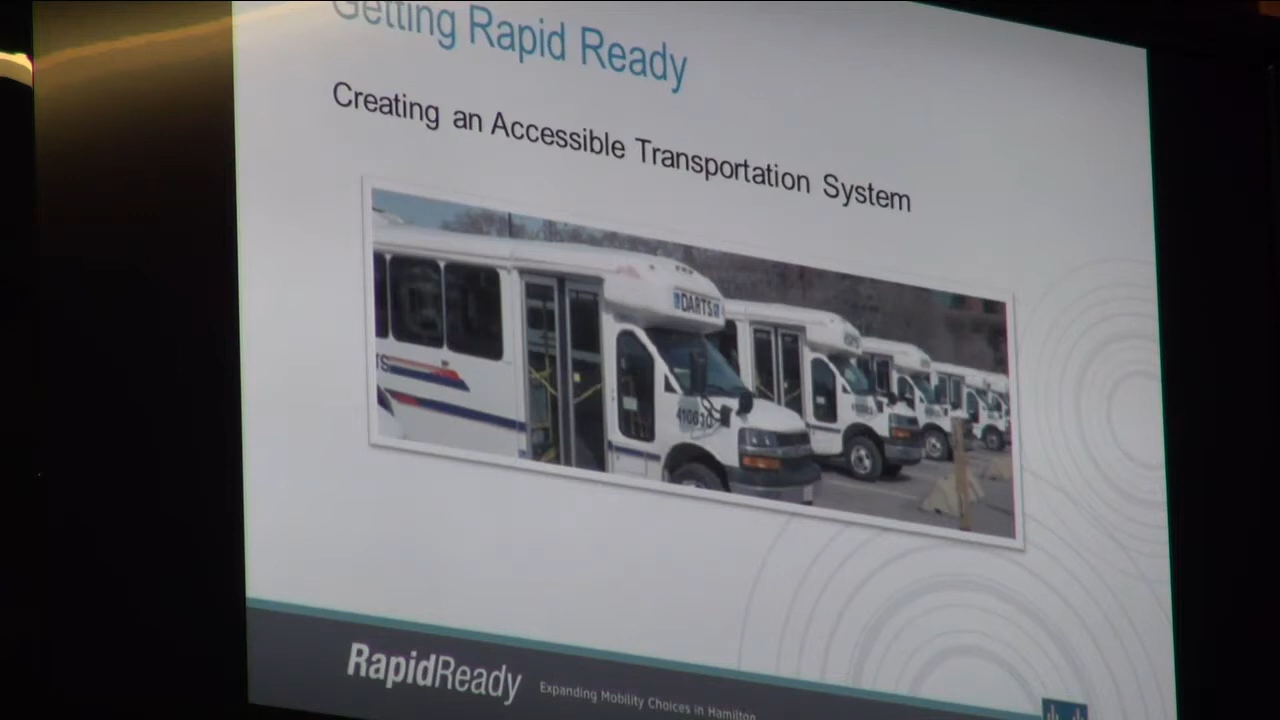 Getting Rapid Ready
Creating an Accessible Transportation System
DARTS
RapidReady
Expanding Mobility Choices in Hamilton